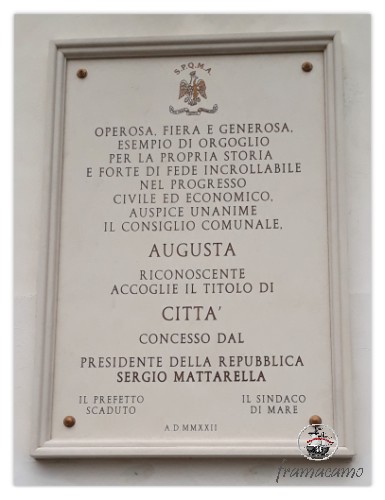 S.P.Q.M.A.
OPEROSA, FIERA E GENEROSA,
ESEMPIO DI ORGOGLIO
PER LA PROPRIA STORIA
E FORTE DI FEDE INCROLLABILE
NEL PROGRESSO
CIVILE ED ECONOMICO,
AUSPICE UNANIME
IL CONSIGLIO COMUNALE,
AUGUSTA
RICONOSCENTE
ACCOGLIE IL TITOLO DI
CITTA'
CONCESSO DAL
PRESIDENTE DELLA REPUBBLICA
SERGIO MATTARELLA
IL PREFETTO
SCADUTO
IL SINDACO
DI MARE
A.D MMXXII
framacamo